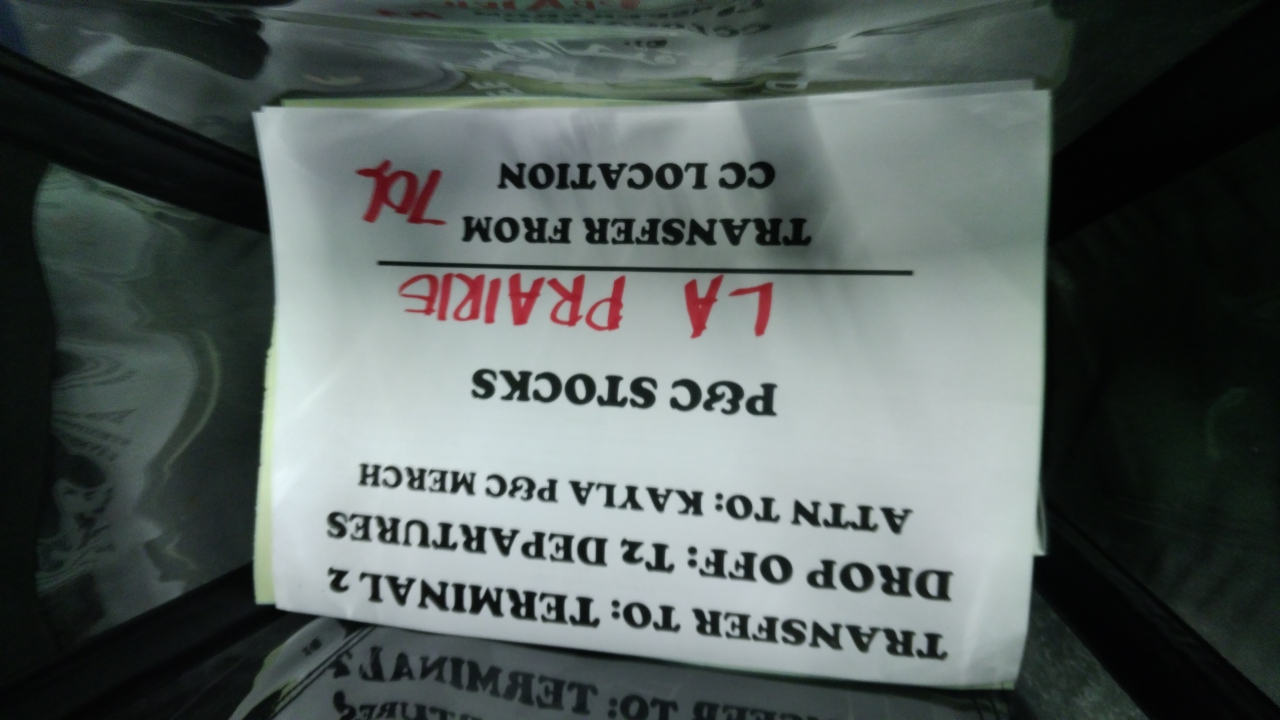 TRANSFER TO: TERMINAL 2
DROP OFF: T2 DEPARTURES
ATTN TO: KAYLA P&C MERCH
P&C STOCKS
LA PRAIRIE
TRANSFER FROM
CC LOCATION